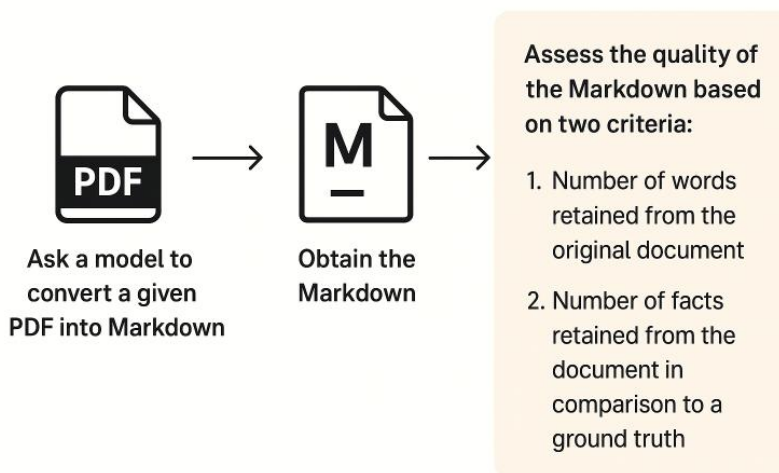 PDF
Ask a model to
convert a given
PDF into Markdown
M
Obtain the
Markdown
Assess the quality of
the Markdown based
on two criteria:
1. Number of words
retained from the
original document
2. Number of facts
retained from the
document in
comparison to a
ground truth